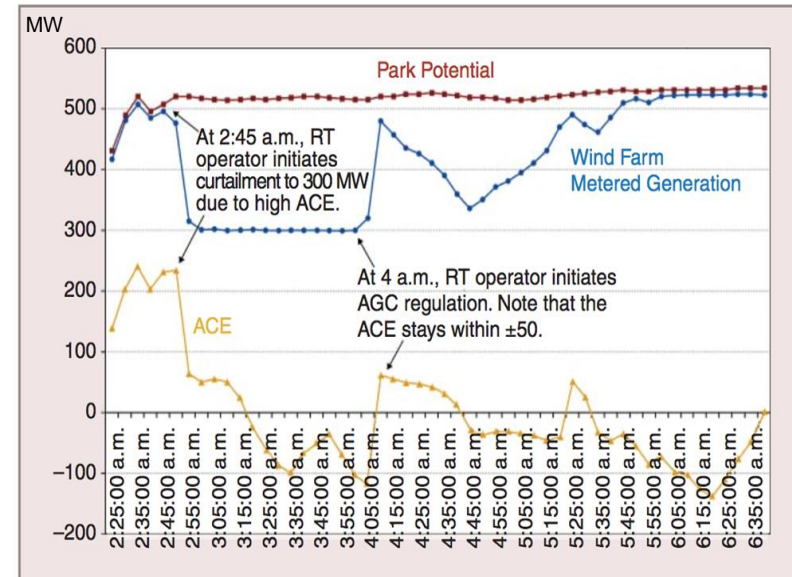 MW
600
500
400
300
200
100
0
−100
−200
Park Potential
At 2:45 a.m., RT
operator initiates
curtailment to 300 MW
due to high ACE.
Wind Farm
Metered Generation
At 4 a.m., RT operator initiates
AGC regulation. Note that the
ACE stays within ±50.
ACE
2:25:00 a.m.
2:35:00 a.m.
2:45:00 a.m.
2:55:00 a.m.
3:05:00 a.m.
3:15:00 a.m.
3:25:00 a.m.
3:35:00 a.m.
3:45:00 a.m.
3:55:00 a.m.
4:05:00 a.m.
4:15:00 a.m.
4:25:00 a.m.
4:35:00 a.m.
4:45:00 a.m.
4:55:00 a.m.
5:05:00 a.m.
5:15:00 a.m.
5:25:00 a.m.
5:35:00 a.m.
5:45:00 a.m.
5:55:00 a.m.
6:05:00 a.m.
6:15:00 a.m.
6:25:00 a.m.
6:35:00 a.m.